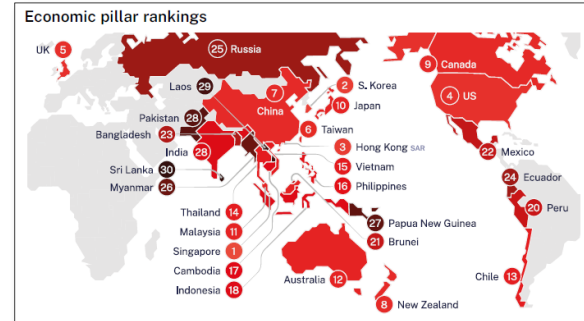 Economic pillar rankings
UK 5
25 Russia
Laos 29
7
China
2 S. Korea
10 Japan
9 Canada
4 US
Pakistan 28
6 Taiwan
Bangladesh 23
3 Hong Kong SAR
India 28
15 Vietnam
22 Mexico
Sri Lanka 30
16 Philippines
24 Ecuador
Myanmar 26
20 Peru
Thailand 14
27 Papua New Guinea
Malaysia 11
21 Brunei
Singapore 1
Cambodia 17
Australia 12
Chile 13
Indonesia 18
8 New Zealand